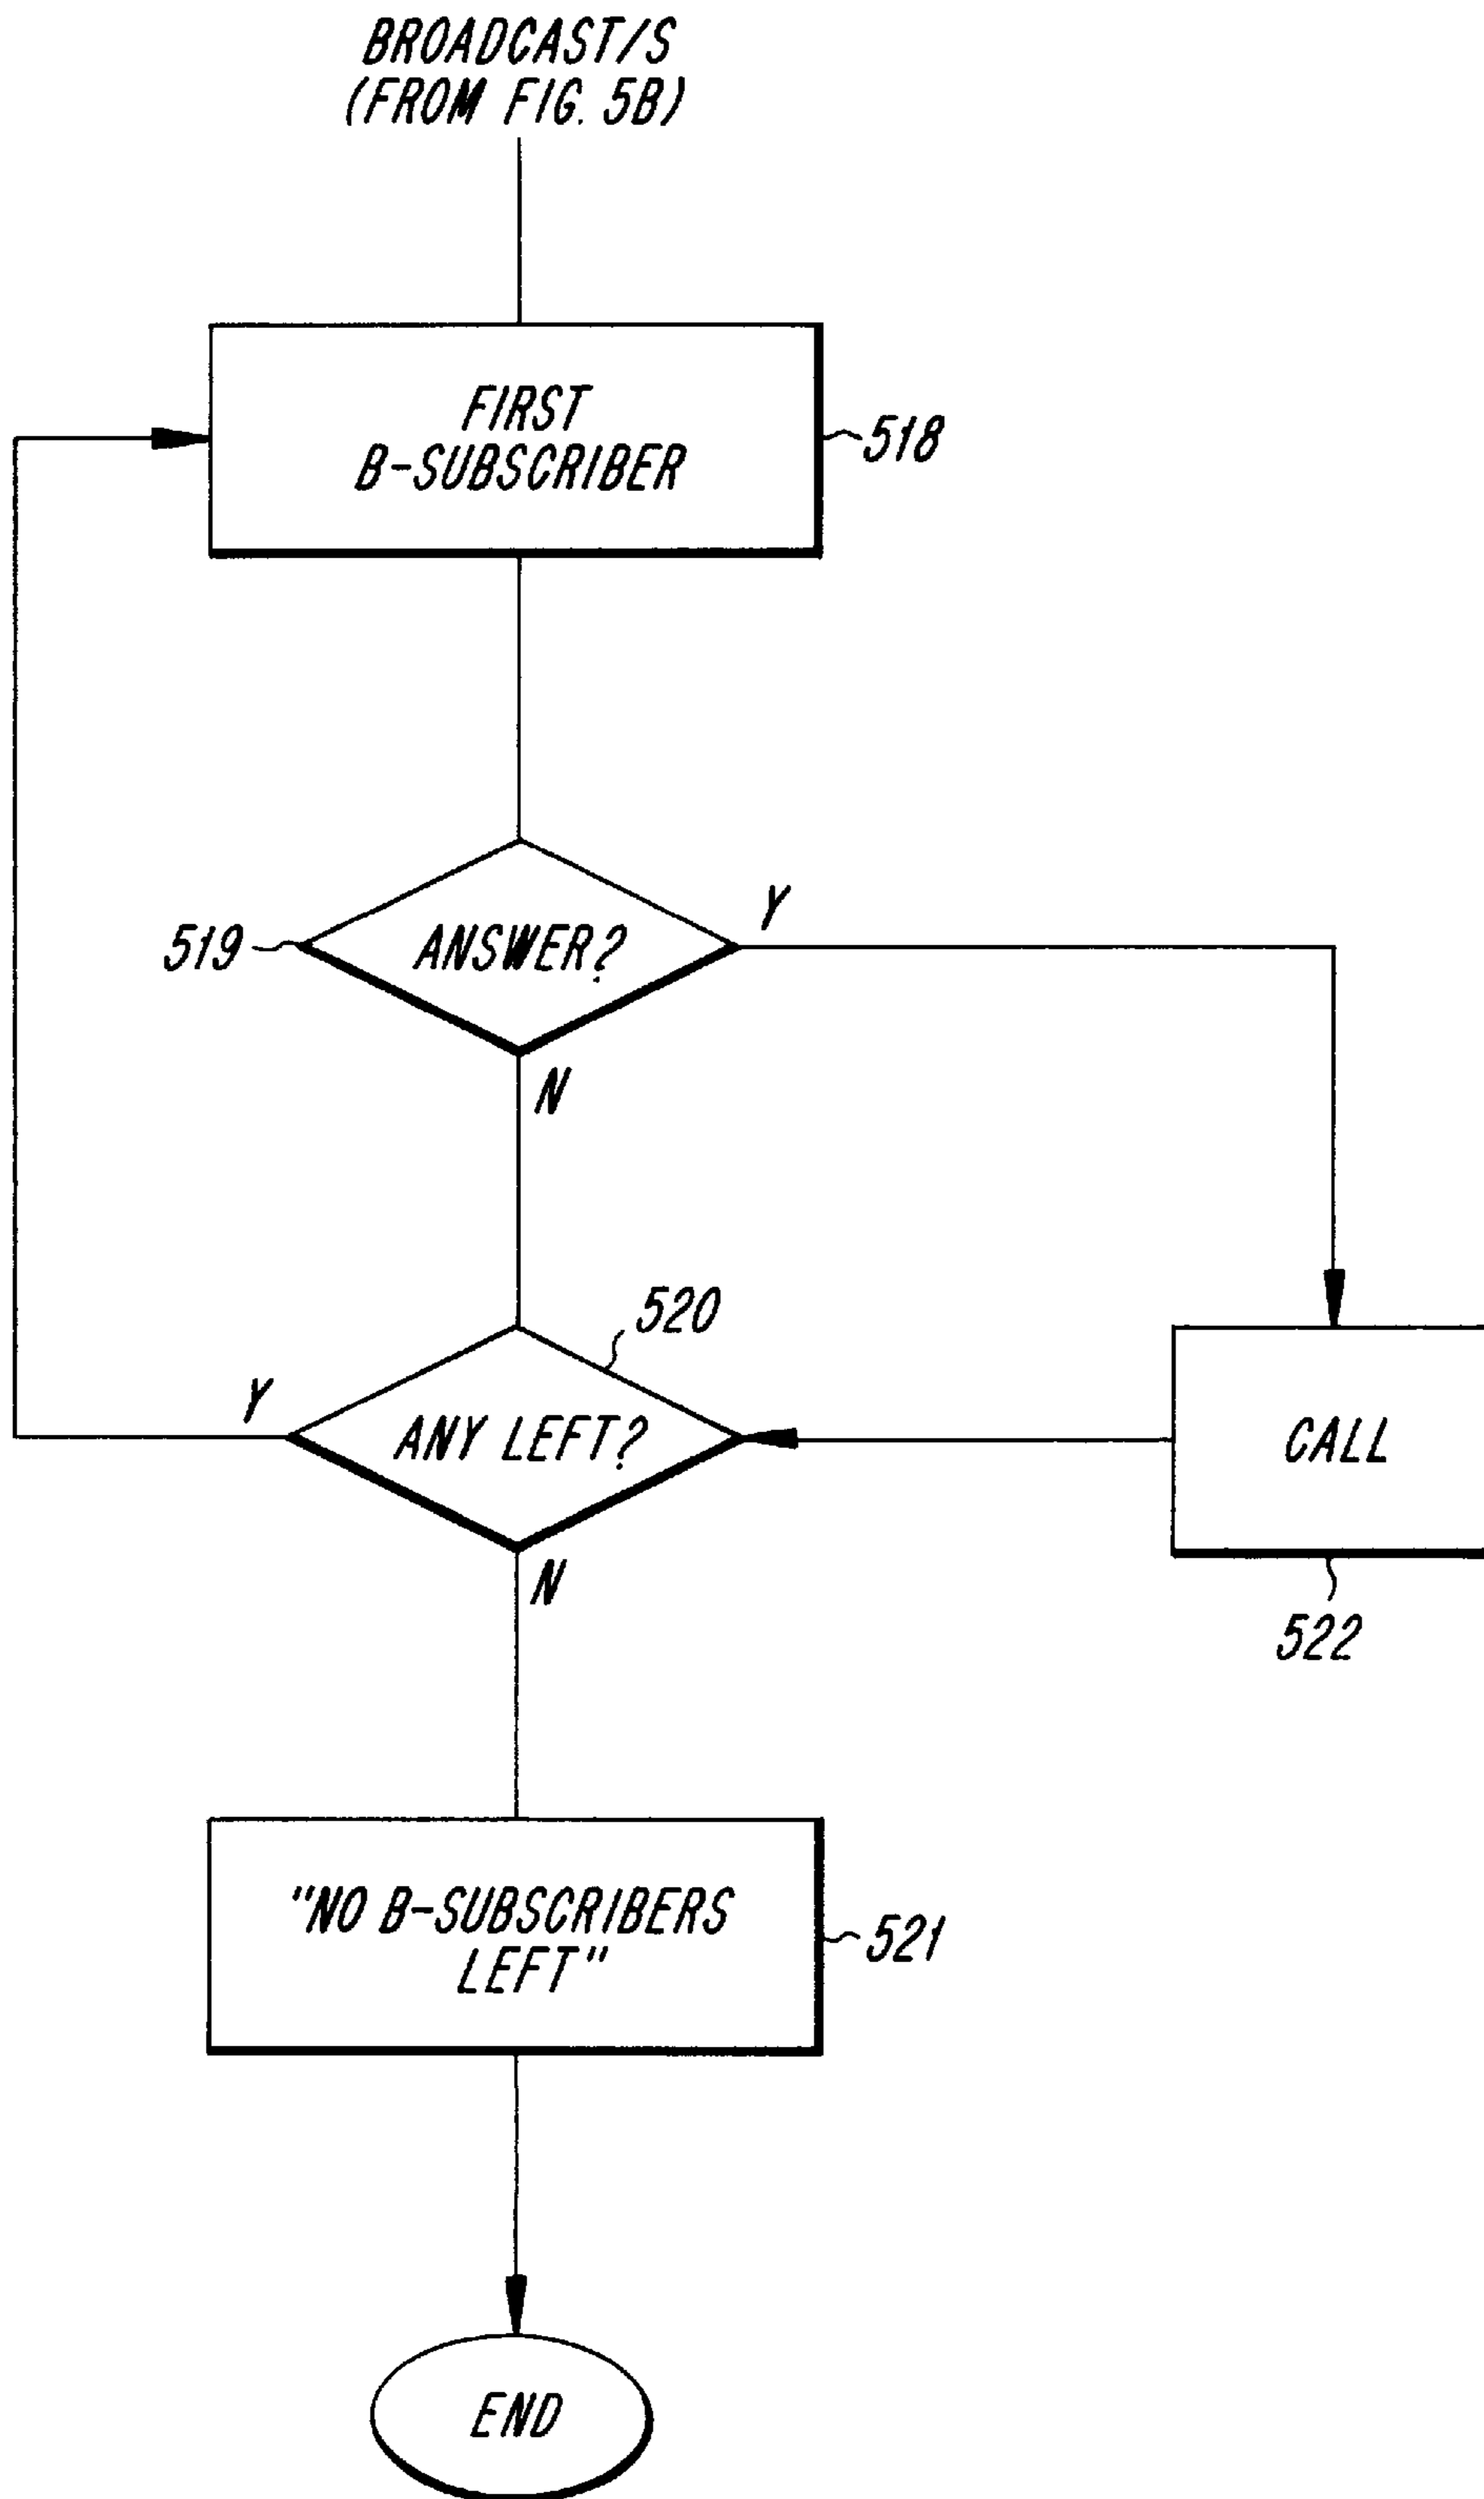 BROADCAST/S
(FROM FIG. 5B)
FIRST
B-SUBSCRIBER
518
519
ANSWER?
Y
N
520
Y
ANY LEFT?
CALL
N
522
"NO B-SUBSCRIBERS
LEFT"
521
END